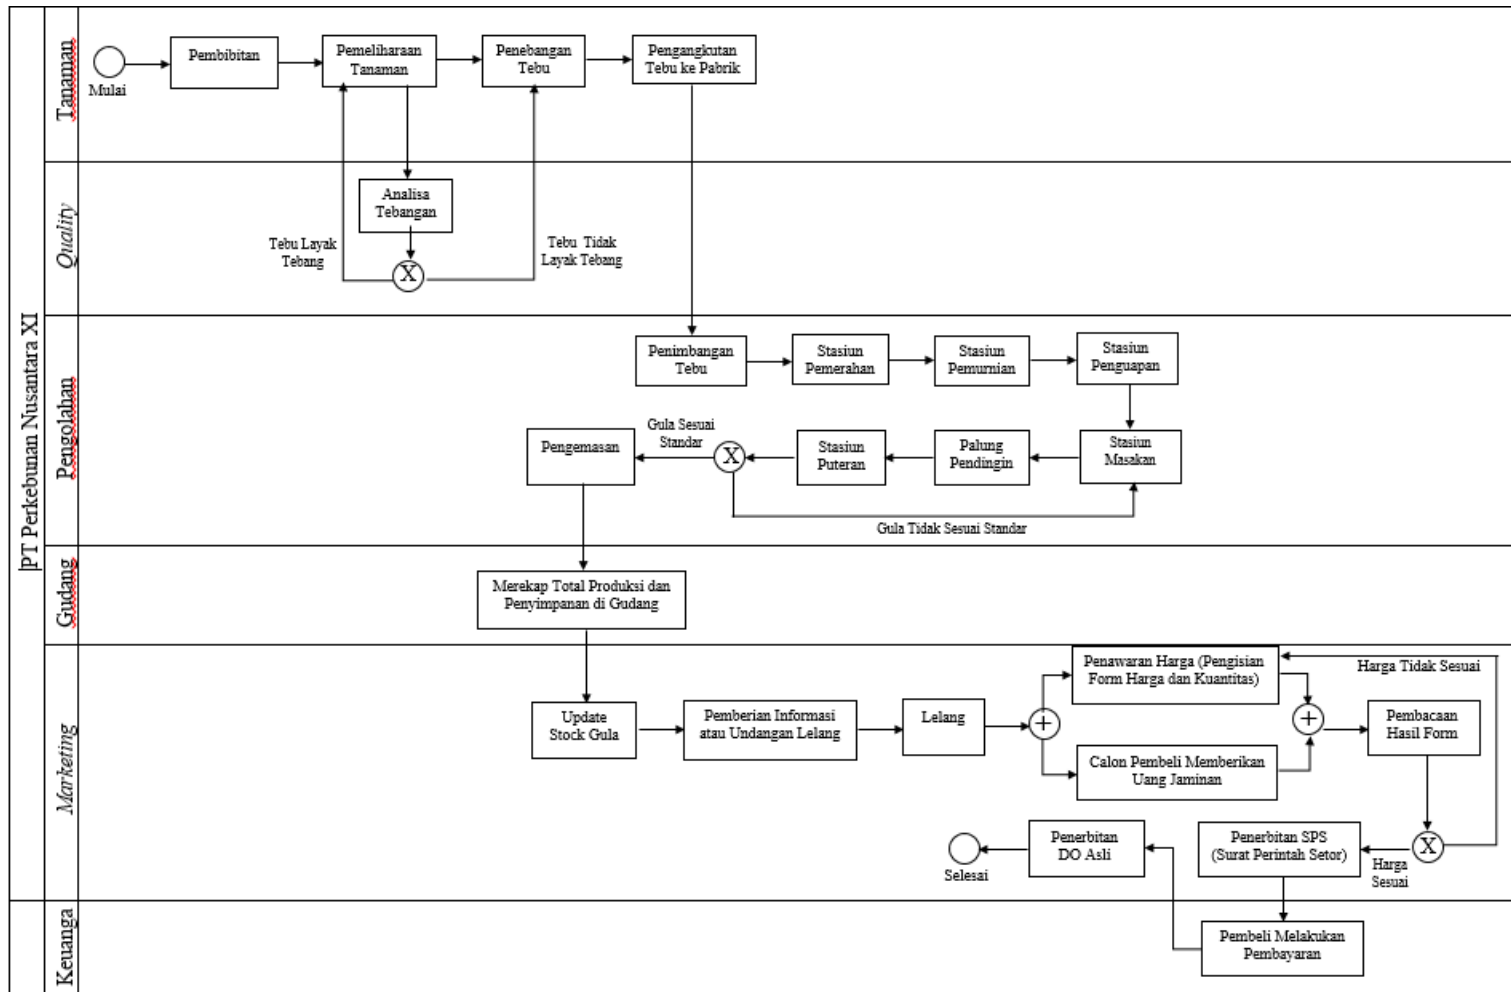 PT Perkebunan Nusantara XI
Tanaman
Mulai
Pembibitan
Pemeliharaan
Tanaman
Penebangan
Tebu
Pengangkutan
Tebu ke Pabrik
Quality
Analisa
Tebangan
X
Tebu Layak
Tebang
Tebu Tidak
Layak Tebang
Pengolahan
Penimbangan
Tebu
Stasiun
Pemerahan
Stasiun
Pemurnian
Stasiun
Penguapan
Stasiun
Masakan
Palung
Pendingin
Stasiun
Puteran
X
Gula Sesuai
Standar
Pengemasan
Gula Tidak Sesuai Standar
Gudang
Merekap Total Produksi dan
Penyimpanan di Gudang
Marketing
Update
Stock Gula
Pemberian Informasi
atau Undangan Lelang
Lelang
+
Penawaran Harga (Pengisian
Form Harga dan Kuantitas)
Calon Pembeli Memberikan
Uang Jaminan
+
Pembacaan
Hasil Form
Harga Tidak Sesuai
X
Harga
Sesuai
Penerbitan SPS
(Surat Perintah Setor)
Penerbitan
DO Asli
Selesai
Keuanga
Pembeli Melakukan
Pembayaran